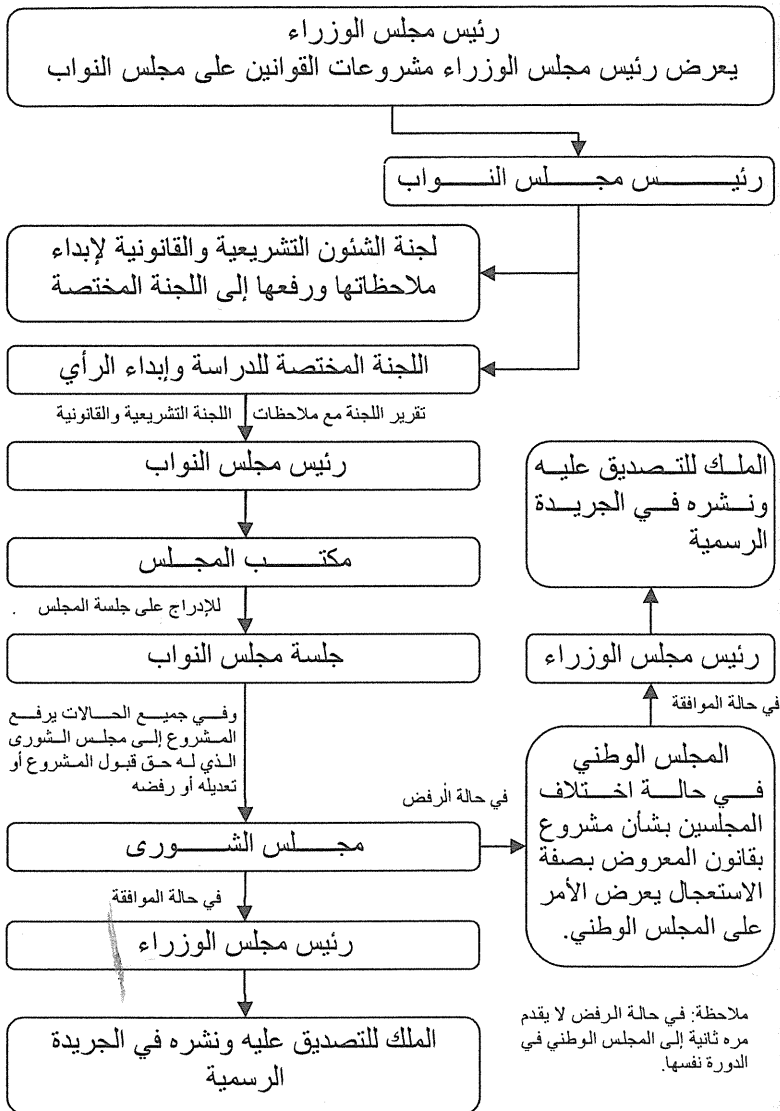 رئيس مجلس الوزراء
يعرض رئيس مجلس الوزراء مشروعات القوانين على مجلس النواب
رئيس مجلس النواب
لجنة الشئون التشريعية والقانونية لإبداء
ملاحظاتها ورفعها إلى اللجنة المختصة
اللجنة المختصة للدراسة وإبداء الرأي
تقرير اللجنة مع ملاحظات اللجنة التشريعية والقانونية
رئيس مجلس النواب
مكتب المجلس
للإدراج على جلسة المجلس .
جلسة مجلس النواب
وفي جميع الحالات يرفع
المشروع إلى مجلس الشورى
الذي له حق قبول المشروع أو
تعديله أو رفضه
مجلس الشورى
في حالة الموافقة
رئيس مجلس الوزراء
الملك للتصديق عليه ونشره في الجريدة
الرسمية
في حالة الرفض
المجلس الوطني
في حالة اختلاف
المجلسين بشأن مشروع
بقانون المعروض بصفة
الاستعجال يعرض الأمر
على المجلس الوطني.
في حالة الموافقة
رئيس مجلس الوزراء
الملك للتصديق عليه
ونشره في الجريدة
الرسمية
ملاحظة: في حالة الرفض لا يقدم
مره ثانية إلى المجلس الوطني في
الدورة نفسها.